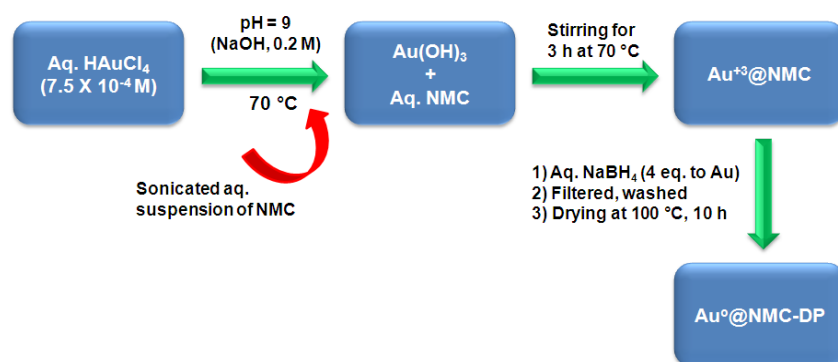 Aq. HAuCl₄
(7.5 X 10⁻⁴ M)
pH = 9
(NaOH, 0.2 M)
70 °C
Sonicated aq.
suspension of NMC
Au(OH)₃
+
Aq. NMC
Stirring for
3 h at 70 °C
Au⁺³@NMC
1) Aq. NaBH₄ (4 eq. to Au)
2) Filtered, washed
3) Drying at 100 °C, 10 h
Auº@NMC-DP